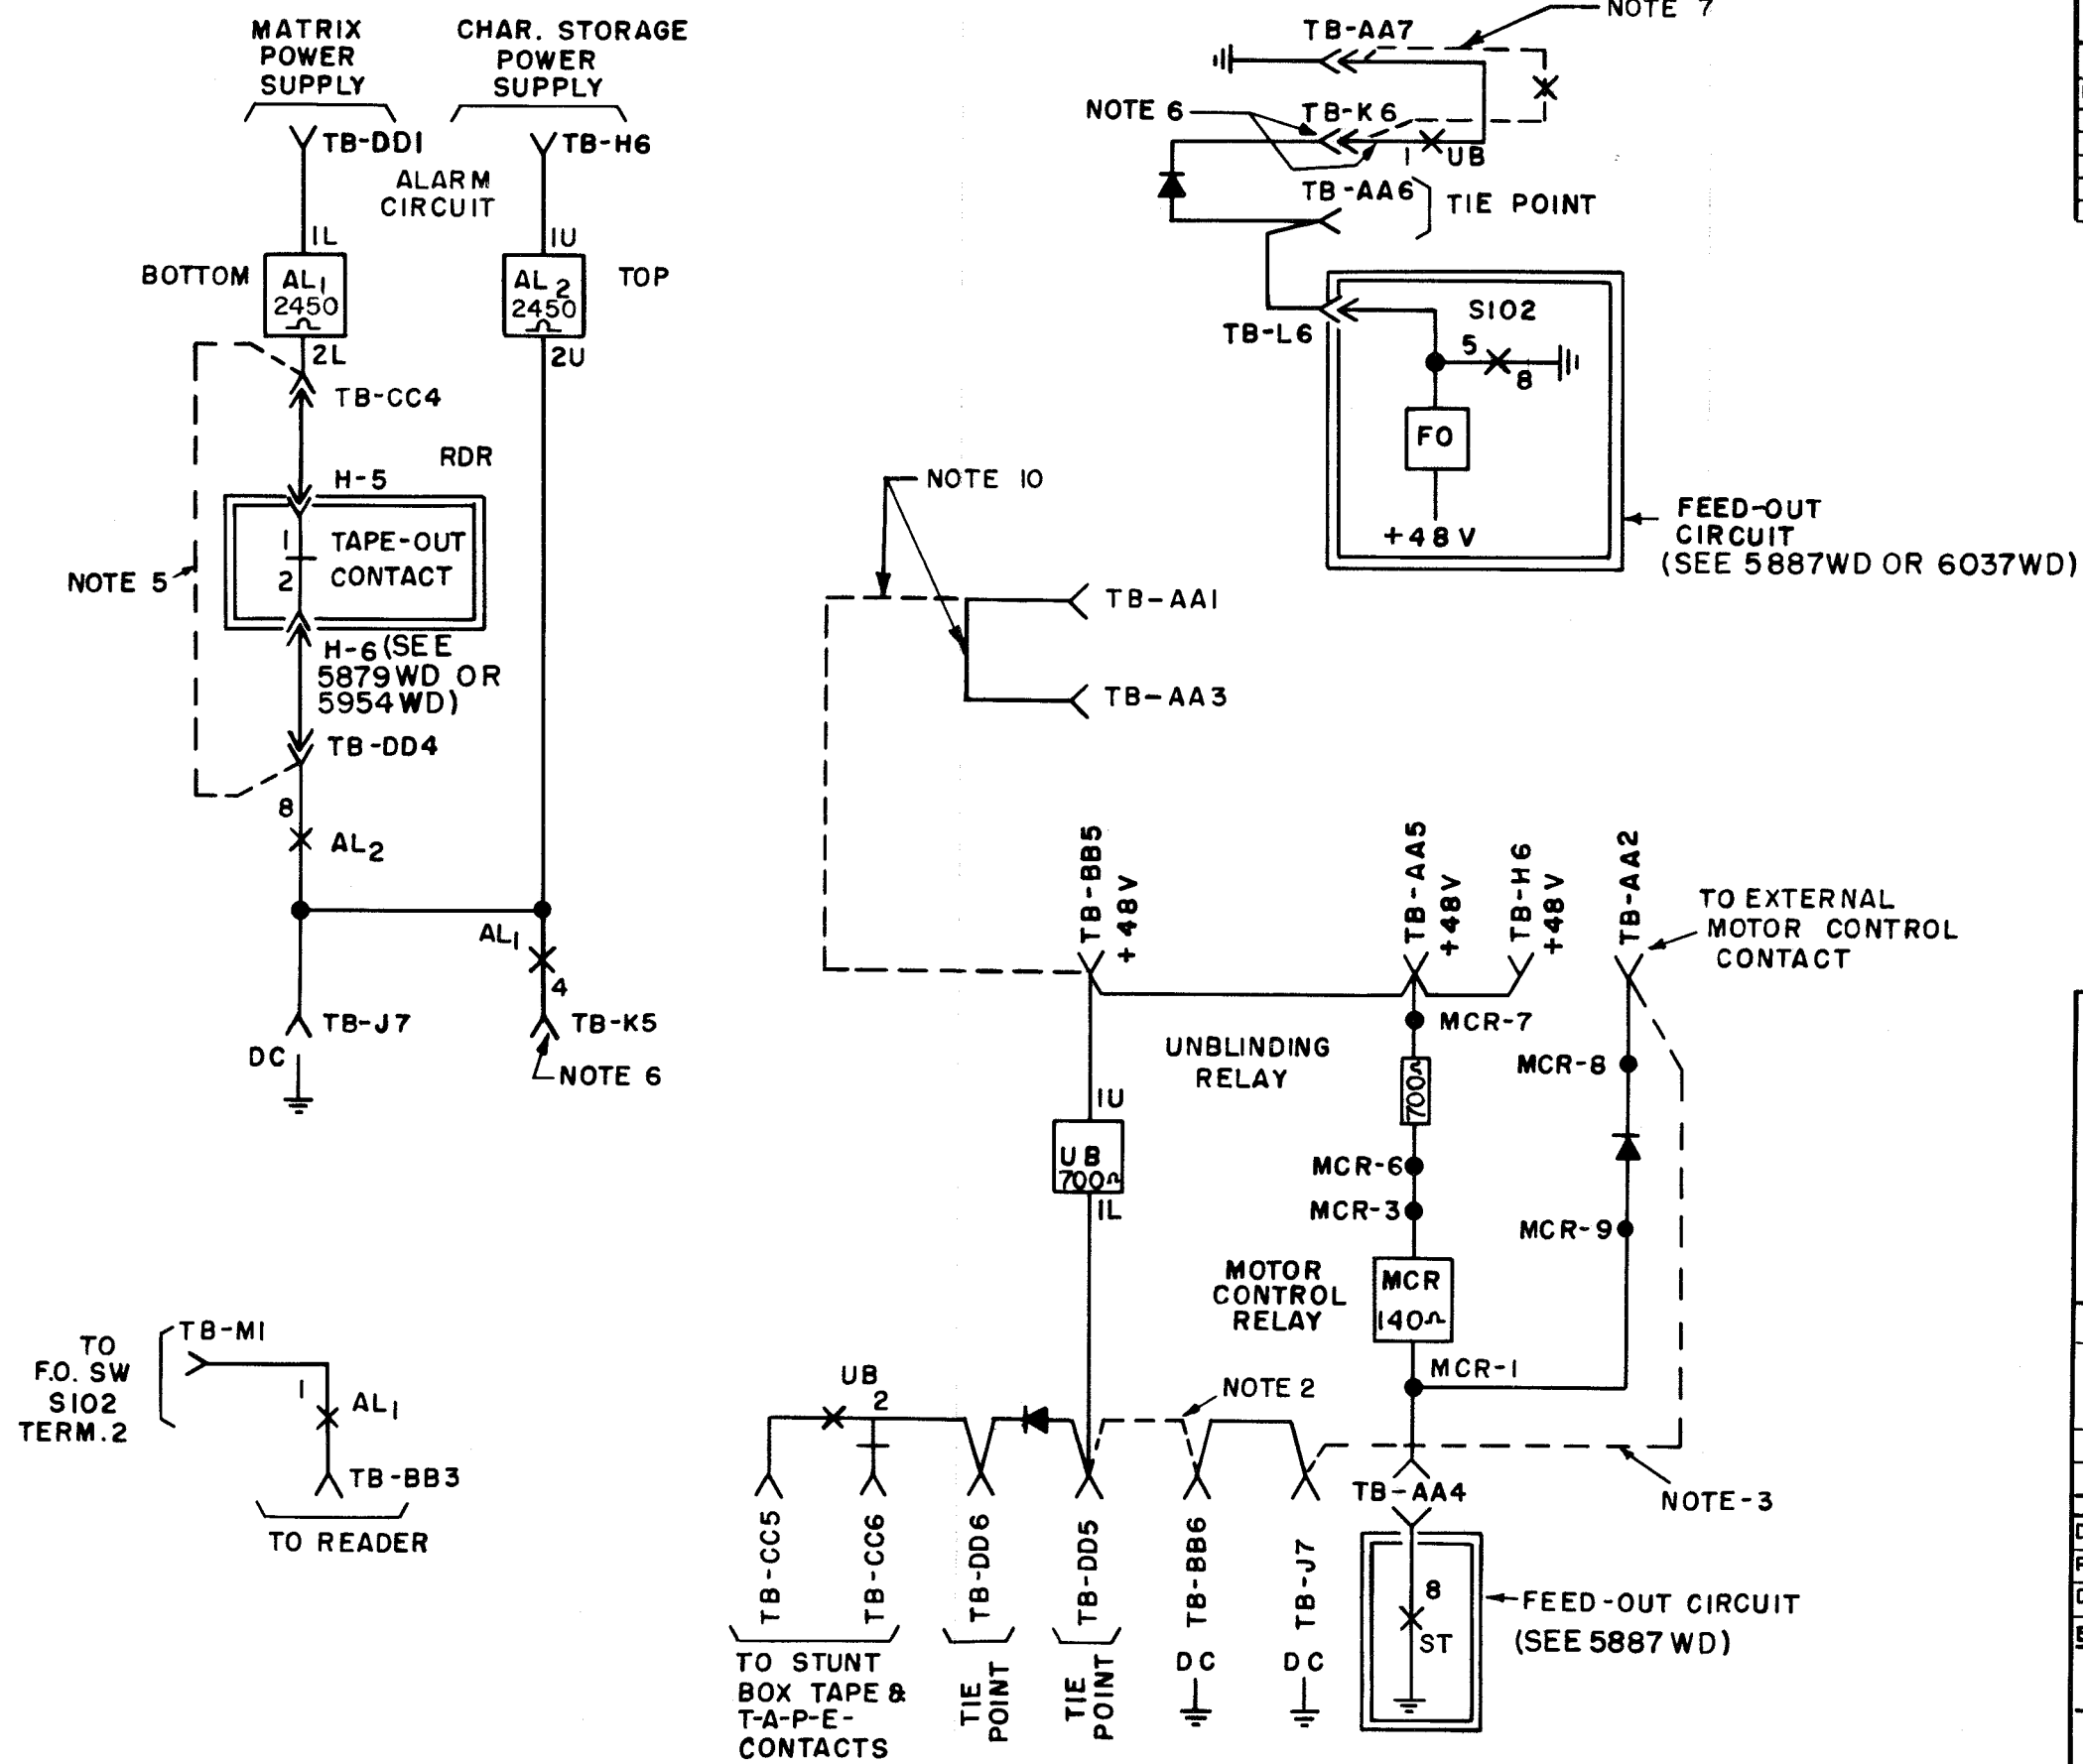 MATRIX
POWER
SUPPLY
TB-DD1
CHAR. STORAGE
POWER
SUPPLY
TB-H6
ALARM
CIRCUIT
1L
BOTTOM
AL1
2450
2L
1U
AL2
2450
TOP
2U
TB-CC4
RDR
H-5
1
2
TAPE-OUT
CONTACT
NOTE 5
H-6 (SEE
5879WD OR
5954WD)
TB-DD4
8
AL2
AL1
4
TB-J7
DC
TB-K5
NOTE 6
TO
F.O. SW
S102
TERM.2
TB-M1
1
AL1
TB-BB3
TO READER
NOTE 7
TB-AA7
NOTE 6
TB-K6
1
UB
TB-AA6
TIE POINT
TB-L6
S102
5
8
FO
+48V
FEED-OUT
CIRCUIT
(SEE 5887WD OR 6037WD)
NOTE 10
TB-AA1
TB-AA3
TB-BB5
+48V
TB-AA5
+48V
TB-H6
+48V
TB-AA2
TO EXTERNAL
MOTOR CONTROL
CONTACT
UNBLINDING
RELAY
1U
UB
700Ω
1L
MCR-7
700Ω
MCR-6
MCR-3
MCR-8
MCR-9
MOTOR
CONTROL
RELAY
MCR
140Ω
MCR-1
UB
2
NOTE 2
NOTE-3
TB-AA4
TB-CC5
TB-CC6
TB-DD6
TB-DD5
TB-BB6
TB-J7
TO STUNT
BOX TAPE &
T-A-P-E-
CONTACTS
TIE
POINT
TIE
POINT
DC
DC
8
ST
FEED-OUT CIRCUIT
(SEE 5887WD)